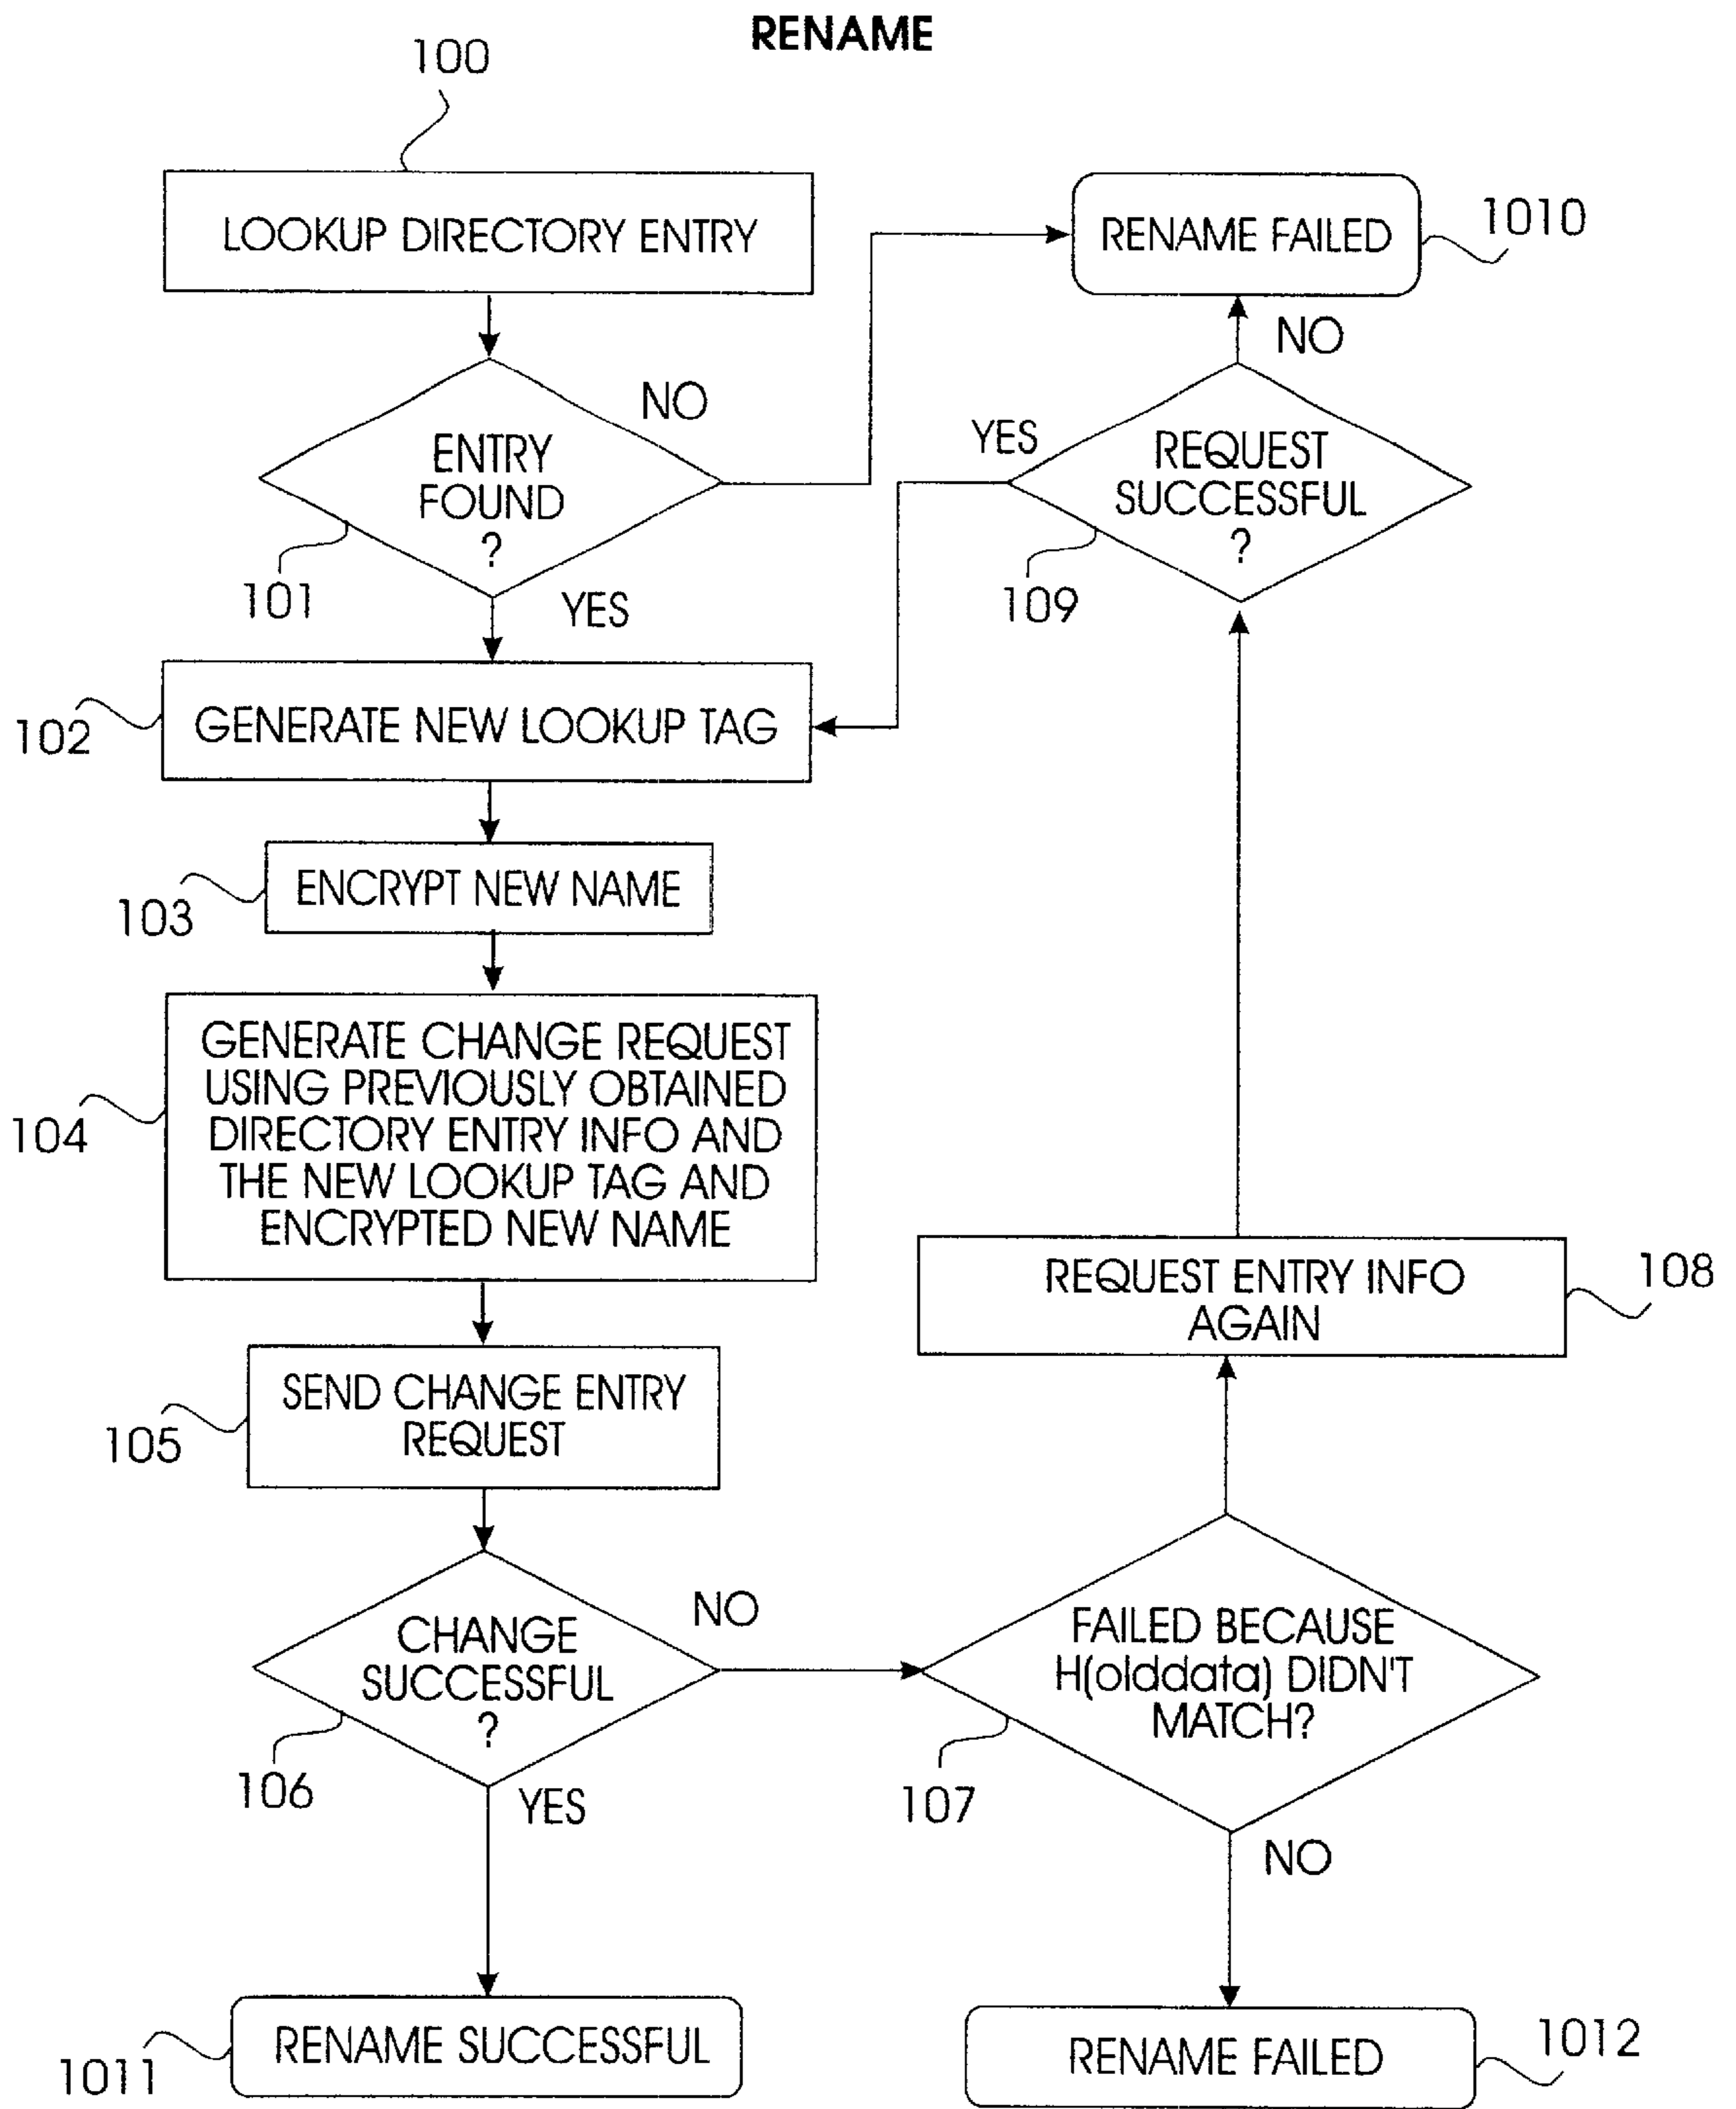 RENAME
100
LOOKUP DIRECTORY ENTRY
RENAME FAILED
1010
NO
ENTRY
FOUND
?
101
YES
NO
YES
REQUEST
SUCCESSFUL
?
109
102
GENERATE NEW LOOKUP TAG
103
ENCRYPT NEW NAME
104
GENERATE CHANGE REQUEST
USING PREVIOUSLY OBTAINED
DIRECTORY ENTRY INFO AND
THE NEW LOOKUP TAG AND
ENCRYPTED NEW NAME
REQUEST ENTRY INFO
AGAIN
108
105
SEND CHANGE ENTRY
REQUEST
CHANGE
SUCCESSFUL
?
106
NO
YES
FAILED BECAUSE
H(olddata) DIDN'T
MATCH?
107
NO
1011
RENAME SUCCESSFUL
RENAME FAILED
1012